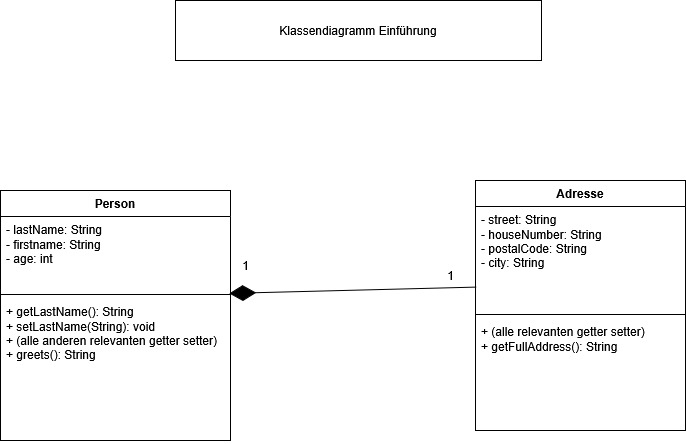 Klassendiagramm Einführung
Person
- lastName: String
- firstname: String
- age: int
+ getLastName(): String
+ setLastName(String): void
+ (alle anderen relevanten getter setter)
+ greets(): String
1
1
Adresse
- street: String
- houseNumber: String
- postalCode: String
- city: String
+ (alle relevanten getter setter)
+ getFullAddress(): String